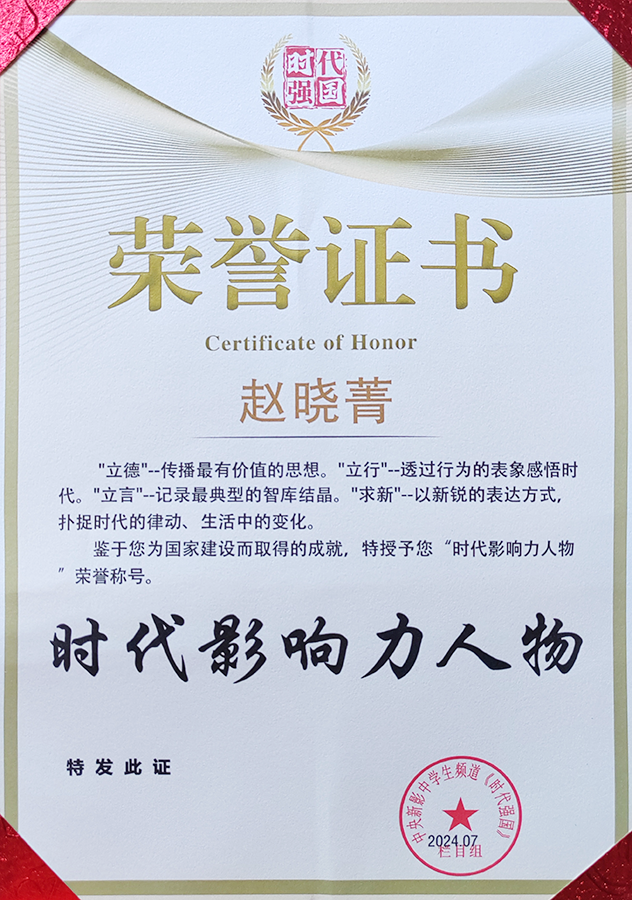 时代
强国
荣誉证书
Certificate of Honor
赵晓菁
"立德"--传播最有价值的思想。"立行"--透过行为的表象感悟时
代。"立言"--记录最典型的智库结晶。"求新"--以新锐的表达方式,
扑捉时代的律动、生活中的变化。
鉴于您为国家建设而取得的成就，特授予您“时代影响力人物
”荣誉称号。
时代影响力人物
特发此证
中央新影中学生频道《时代强国》
2024.07
栏目组